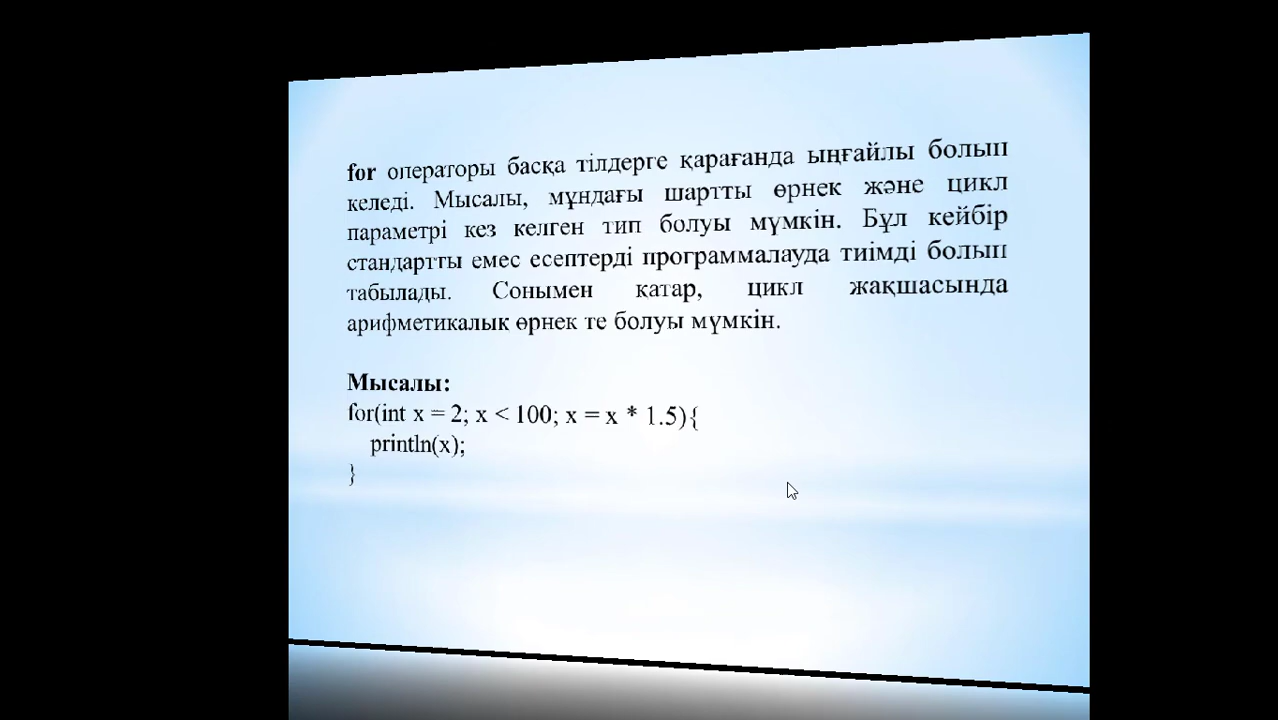 for операторы басқа тілдерге қарағанда ыңғайлы болып
келеді. Мысалы, мұндағы шартты өрнек және цикл
параметрі кез келген тип болуы мүмкін. Бұл кейбір
стандартты емес есептерді программалауда тиімді болып
табылады. Сонымен қатар, цикл жақшасында
арифметикалық өрнек те болуы мүмкін.
Мысалы:
for(int x = 2; x < 100; x = x * 1.5){
println(x);
}